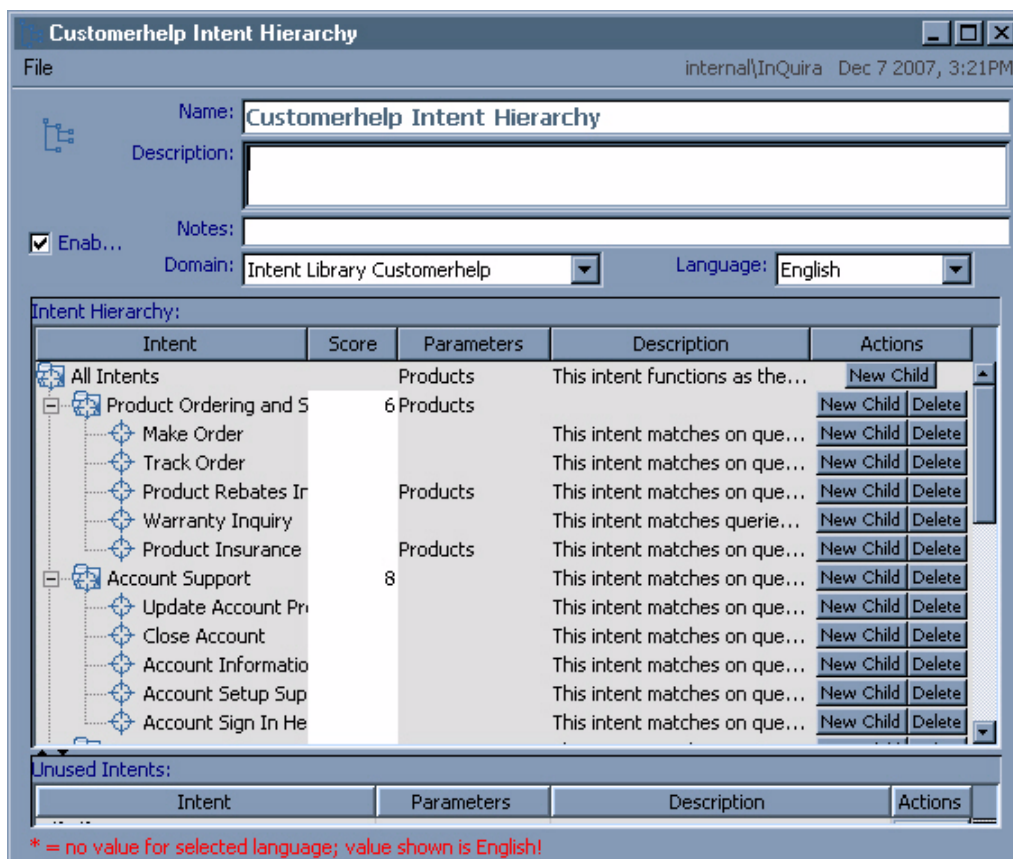 Customerhelp Intent Hierarchy
File internal\InQuira Dec 7 2007, 3:21PM
Name: Customerhelp Intent Hierarchy
Description:
Notes:
Enab...
Domain: Intent Library Customerhelp Language: English
Intent Hierarchy:
Intent Score Parameters Description Actions
All Intents Products This intent functions as the... New Child
Product Ordering and S 6 Products New Child Delete
Make Order This intent matches on que... New Child Delete
Track Order This intent matches on que... New Child Delete
Product Rebates Ir Products This intent matches on que... New Child Delete
Warranty Inquiry This intent matches querie... New Child Delete
Product Insurance Products This intent matches on que... New Child Delete
Account Support 8 This intent matches on que... New Child Delete
Update Account Pr This intent matches on que... New Child Delete
Close Account This intent matches on que... New Child Delete
Account Informatio This intent matches on que... New Child Delete
Account Setup Sup This intent matches on que... New Child Delete
Account Sign In He This intent matches on que... New Child Delete
Unused Intents:
Intent Parameters Description Actions
* = no value for selected language; value shown is English!